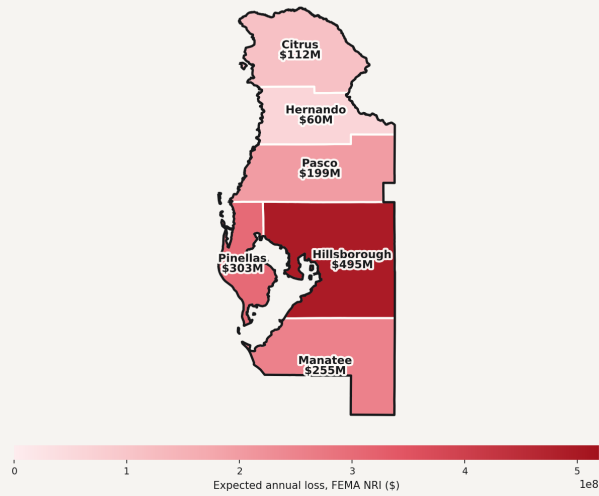 Citrus
$112M
Hernando
$60M
Pasco
$199M
Pinellas
$303M
Hillsborough
$495M
Manatee
$255M
0 1 2 3 4 5
1e8
Expected annual loss, FEMA NRI ($)